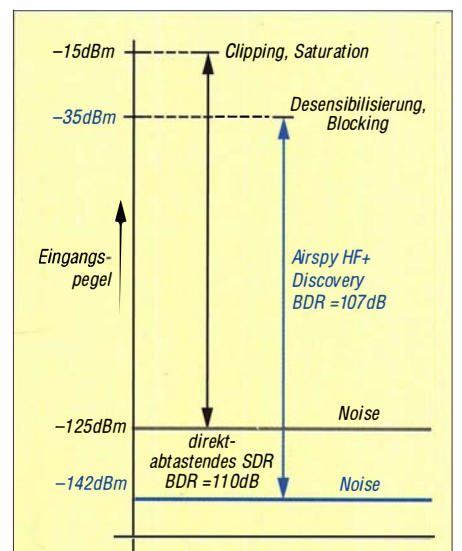 –15dBm
Clipping, Saturation
–35dBm
Desensibilisierung,
Blocking
Eingangs-
pegel
Airspy HF+
Discovery
BDR =107dB
–125dBm
Noise
direkt-
abtastendes SDR
BDR =110dB
–142dBm
Noise